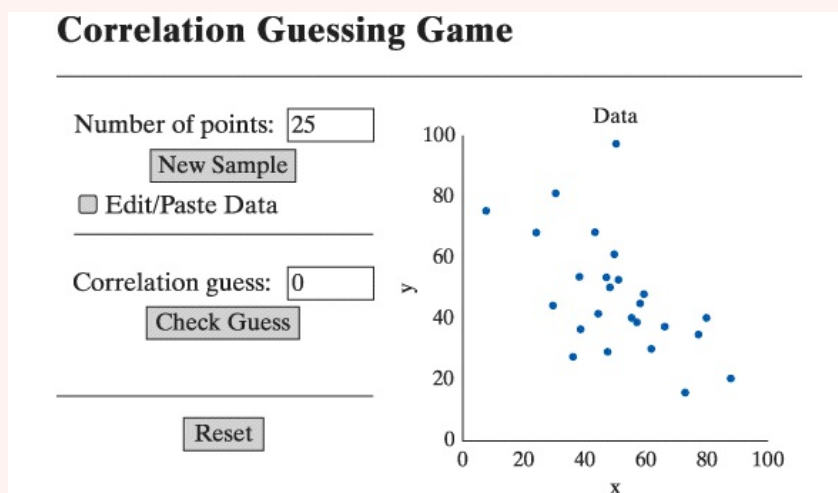 Correlation Guessing Game
Number of points: 25
New Sample
Edit/Paste Data
Correlation guess: 0
Check Guess
Reset
Data
100
80
60
40
20
0
y
0 20 40 60 80 100
x